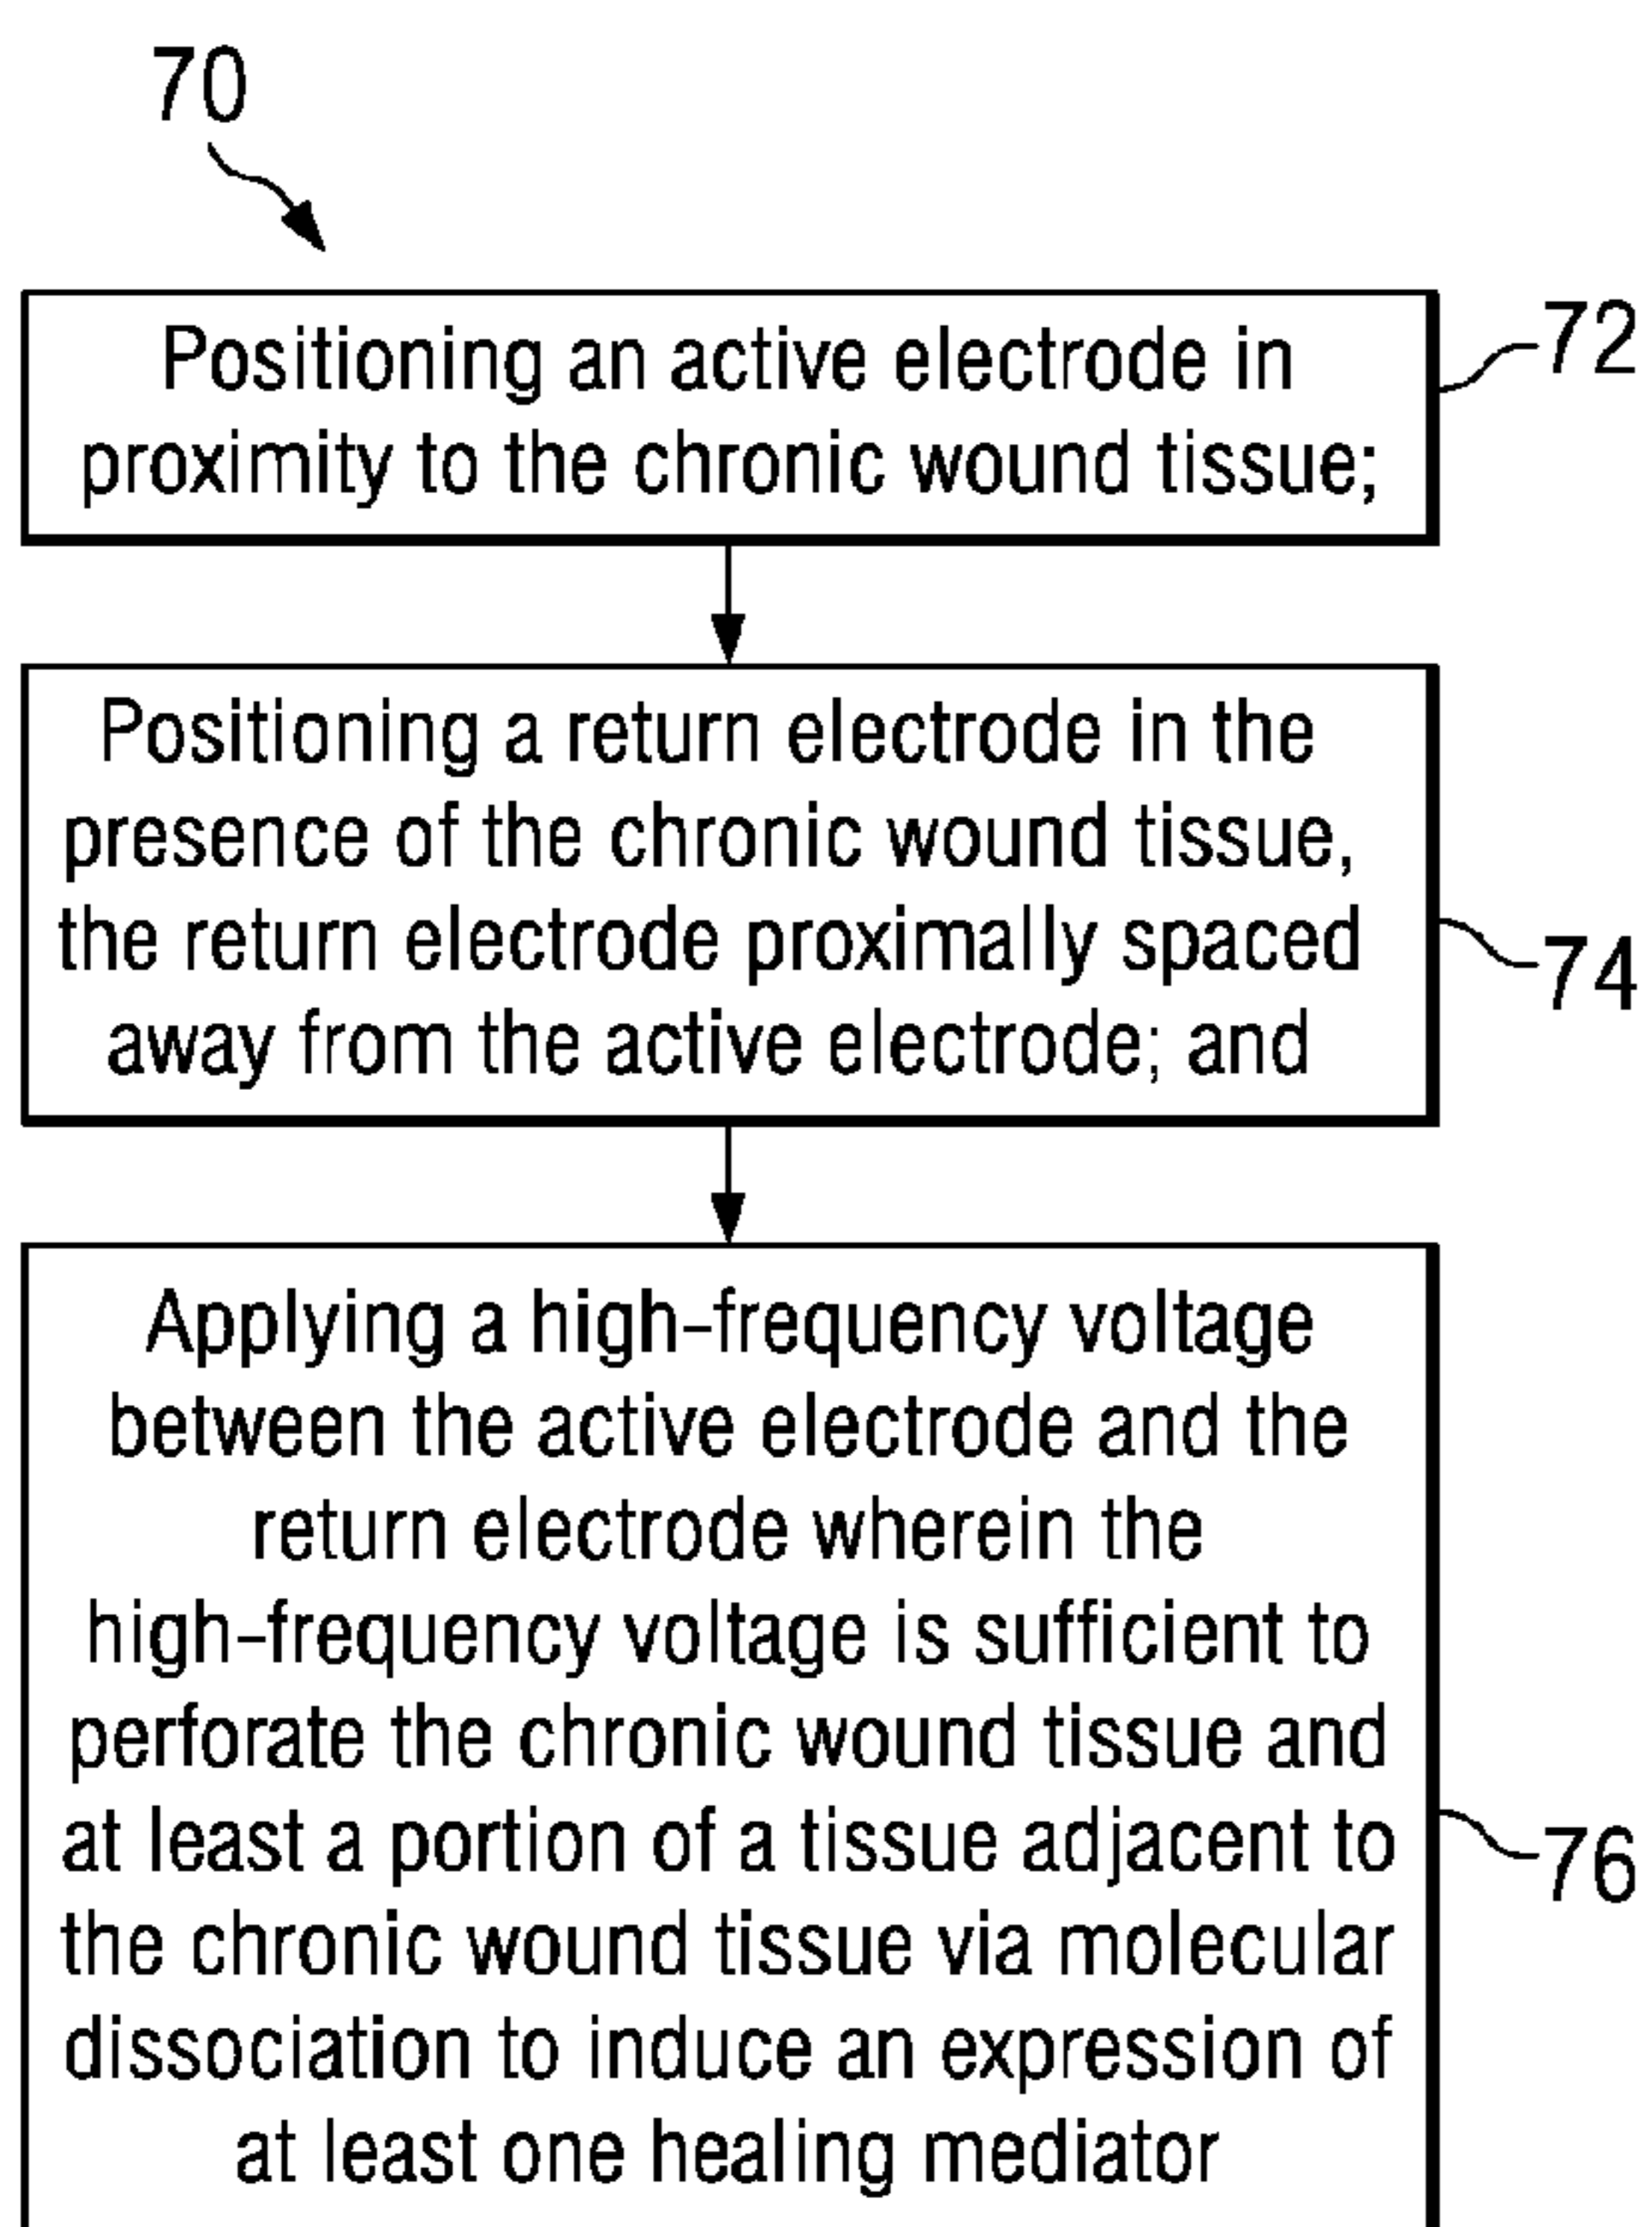 70
Positioning an active electrode in
proximity to the chronic wound tissue;
72
Positioning a return electrode in the
presence of the chronic wound tissue,
the return electrode proximally spaced
away from the active electrode; and
74
Applying a high-frequency voltage
between the active electrode and the
return electrode wherein the
high-frequency voltage is sufficient to
perforate the chronic wound tissue and
at least a portion of a tissue adjacent to
the chronic wound tissue via molecular
dissociation to induce an expression of
at least one healing mediator
76